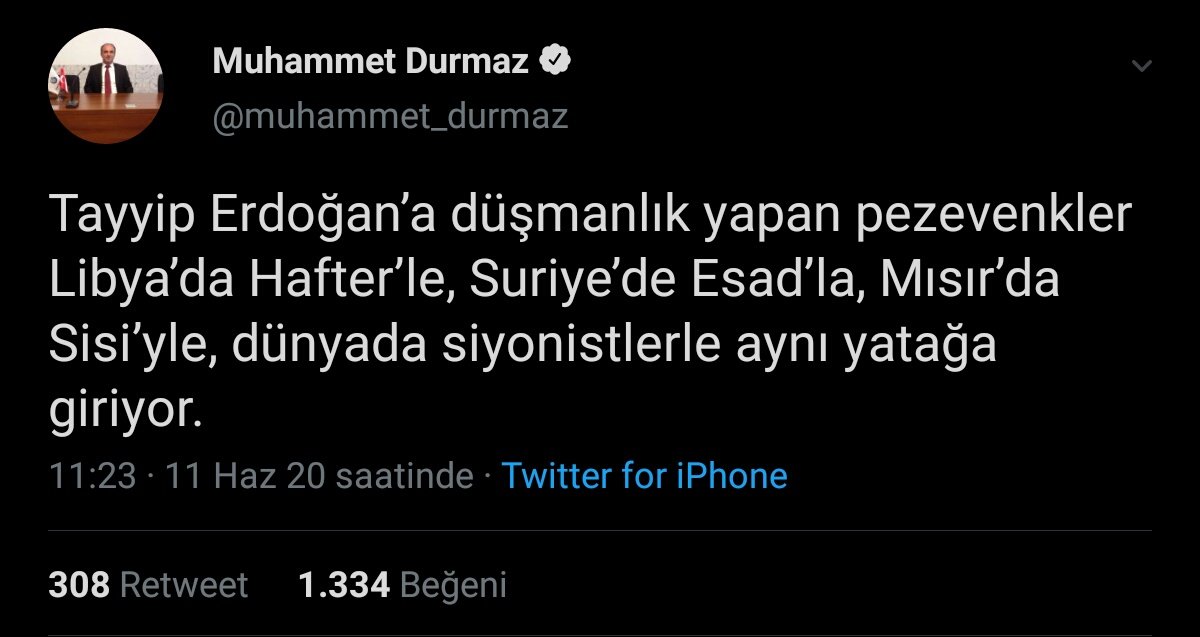 Muhammet Durmaz
@muhammet_durmaz
Tayyip Erdoğan’a düşmanlık yapan pezevenkler
Libya’da Hafter’le, Suriye’de Esad’la, Mısır’da
Sisi’yle, dünyada siyonistlerle aynı yatağa
giriyor.
11:23 · 11 Haz 20 saatinde · Twitter for iPhone
308 Retweet 1.334 Beğeni